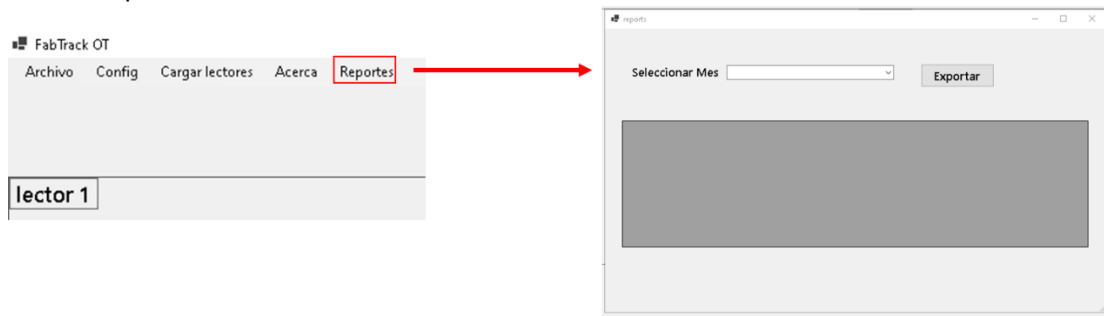 FabTrack OT
Archivo Config Cargar lectores Acerca Reportes
lector 1
reports
Seleccionar Mes
Exportar